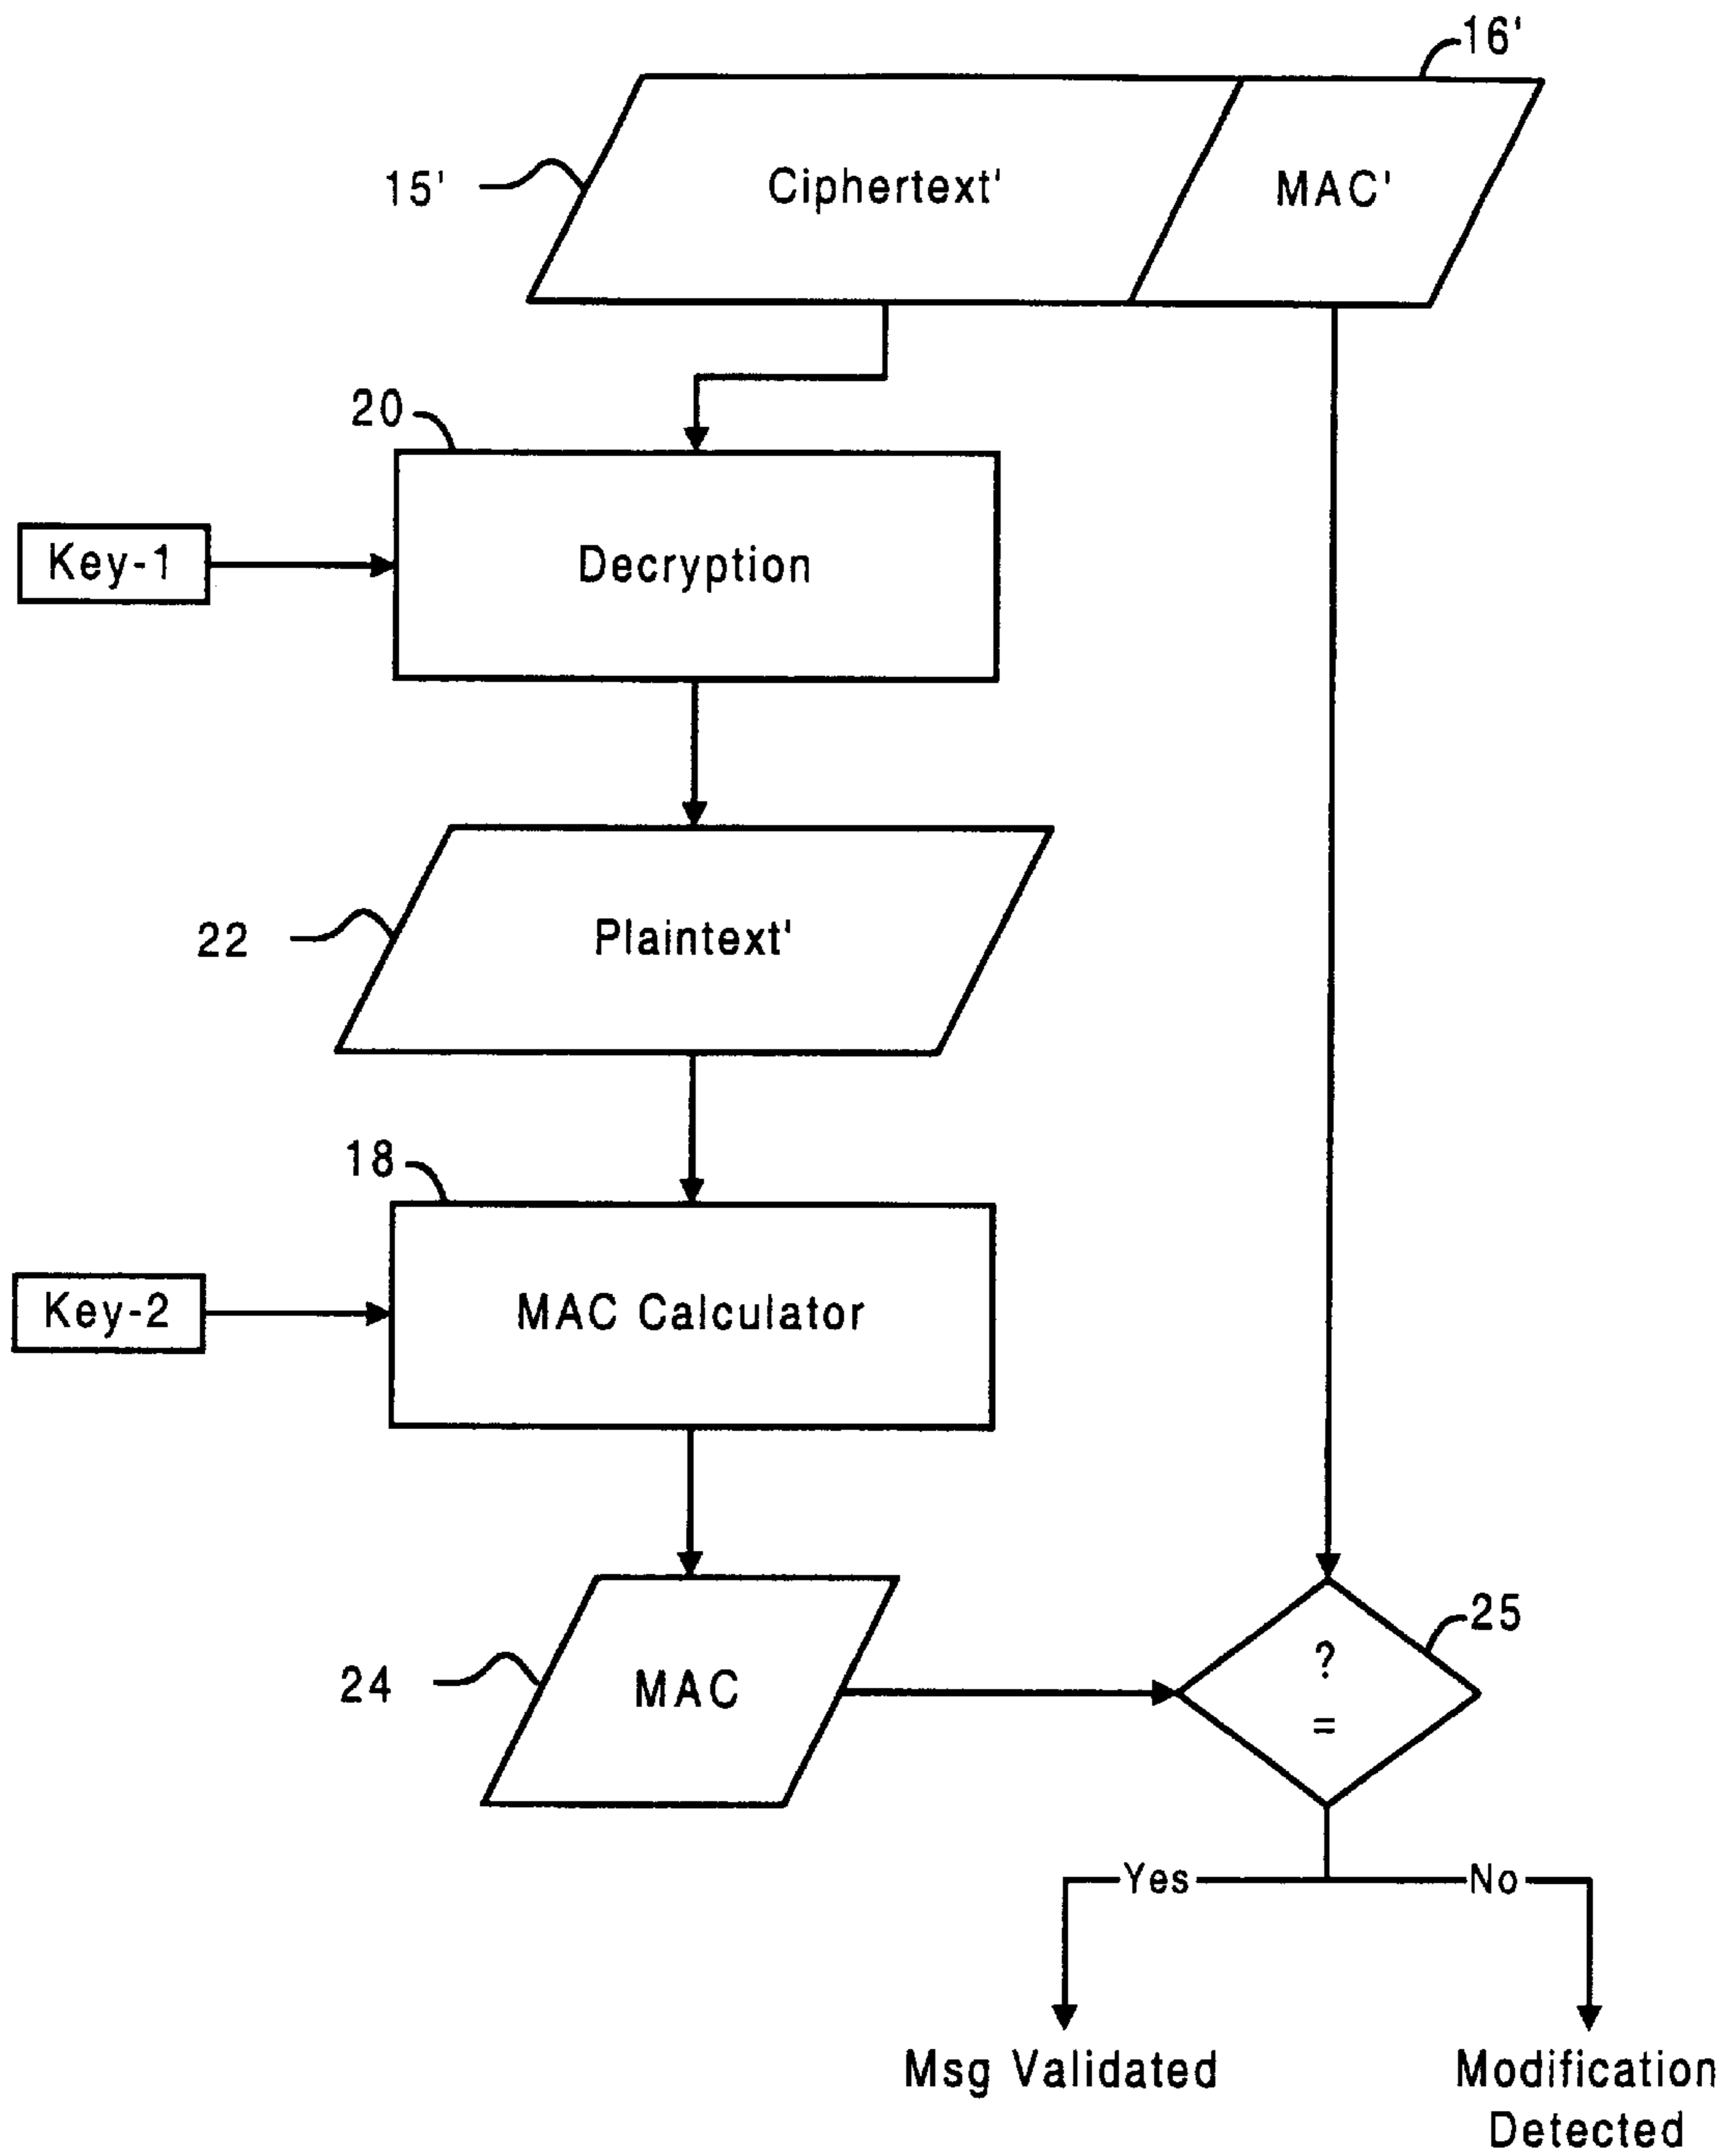 16'
15'
Ciphertext'
MAC'
20
Key-1
Decryption
22
Plaintext'
18
Key-2
MAC Calculator
24
MAC
?
=
25
Yes
No
Msg Validated
Modification
Detected